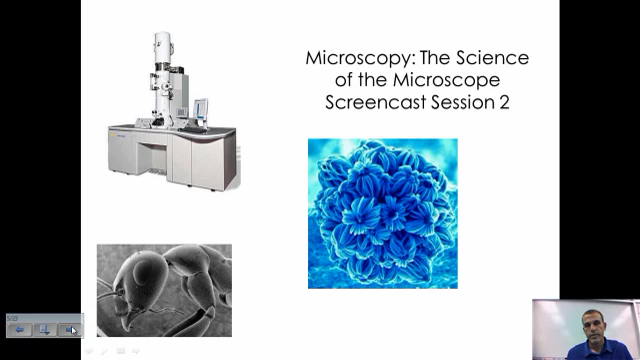 Microscopy: The Science
of the Microscope
Screencast Session 2